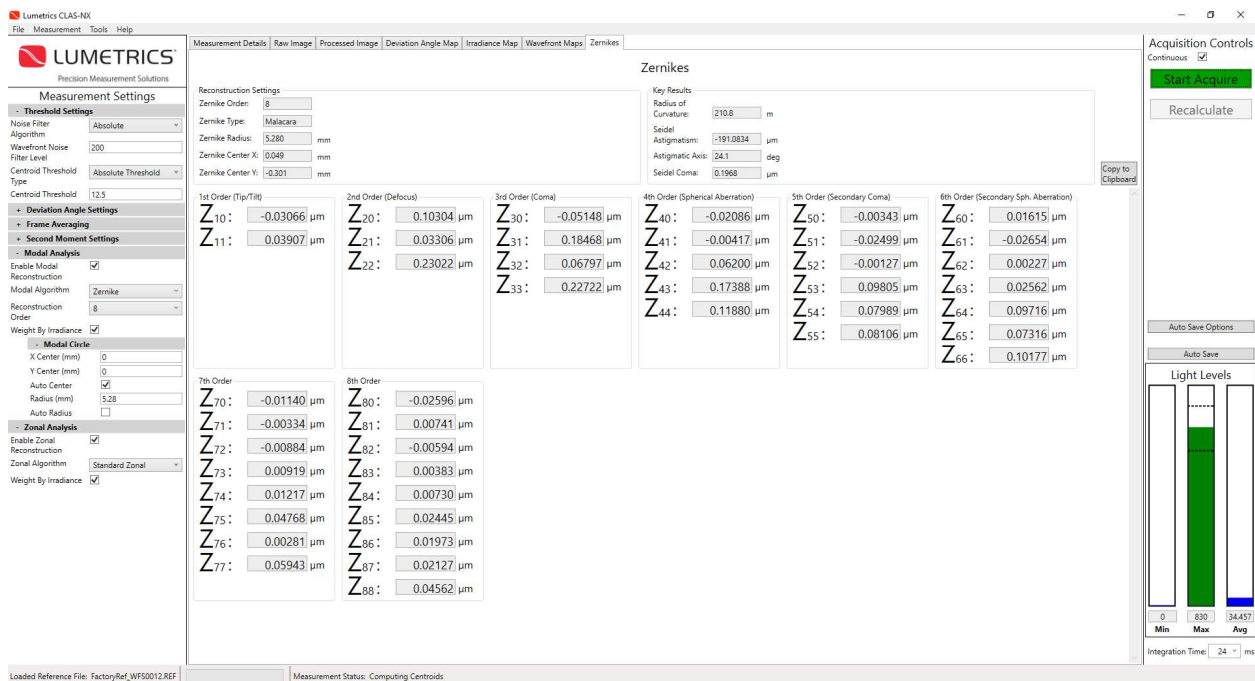 Lumetrics CLAS-NX
File Measurement Tools Help
LUMETRICS
Precision Measurement Solutions
Measurement Settings
- Threshold Settings
Noise Filter Algorithm Absolute
Wavefront Noise Filter Level 200
Centroid Threshold Type Absolute Threshold
Centroid Threshold 12.5
+ Deviation Angle Settings
+ Frame Averaging
+ Second Moment Settings
- Modal Analysis
Enable Modal Reconstruction
Modal Algorithm Zernike
Reconstruction Order 8
Weight By Irradiance
- Modal Circle
X Center (mm) 0
Y Center (mm) 0
Auto Center
Radius (mm) 5.28
Auto Radius
- Zonal Analysis
Enable Zonal Reconstruction
Zonal Algorithm Standard Zonal
Weight By Irradiance
Measurement Details Raw Image Processed Image Deviation Angle Map Irradiance Map Wavefront Maps Zernikes
Zernikes
Reconstruction Settings
Zernike Order: 8
Zernike Type: Malacara
Zernike Radius: 5.280 mm
Zernike Center X: 0.049 mm
Zernike Center Y: -0.301 mm
Key Results
Radius of Curvature: 210.8 m
Seidel Astigmatism: -191.0834 µm
Astigmatic Axis: 24.1 deg
Seidel Coma: 0.1968 µm
Copy to Clipboard
1st Order (Tip/Tilt)
Z10: -0.03066 µm
Z11: 0.03907 µm
2nd Order (Defocus)
Z20: 0.10304 µm
Z21: 0.03306 µm
Z22: 0.23022 µm
3rd Order (Coma)
Z30: -0.05148 µm
Z31: 0.18468 µm
Z32: 0.06797 µm
Z33: 0.22722 µm
4th Order (Spherical Aberration)
Z40: -0.02086 µm
Z41: -0.00417 µm
Z42: 0.06200 µm
Z43: 0.17388 µm
Z44: 0.11880 µm
5th Order (Secondary Coma)
Z50: -0.00343 µm
Z51: -0.02499 µm
Z52: -0.00127 µm
Z53: 0.09805 µm
Z54: 0.07989 µm
Z55: 0.08106 µm
6th Order (Secondary Sph. Aberration)
Z60: 0.01615 µm
Z61: -0.02654 µm
Z62: 0.00227 µm
Z63: 0.02562 µm
Z64: 0.09716 µm
Z65: 0.07316 µm
Z66: 0.10177 µm
7th Order
Z70: -0.01140 µm
Z71: -0.00334 µm
Z72: -0.00884 µm
Z73: 0.00919 µm
Z74: 0.01217 µm
Z75: 0.04768 µm
Z76: 0.00281 µm
Z77: 0.05943 µm
8th Order
Z80: -0.02596 µm
Z81: 0.00741 µm
Z82: -0.00594 µm
Z83: 0.00383 µm
Z84: 0.00730 µm
Z85: 0.02445 µm
Z86: 0.01973 µm
Z87: 0.02127 µm
Z88: 0.04562 µm
Acquisition Controls
Continuous
Start Acquire
Recalculate
Auto Save Options
Auto Save
Light Levels
0 830 34.457
Min Max Avg
Integration Time: 24 ms
Loaded Reference File: FactoryRef_WFS0012.REF
Measurement Status: Computing Centroids